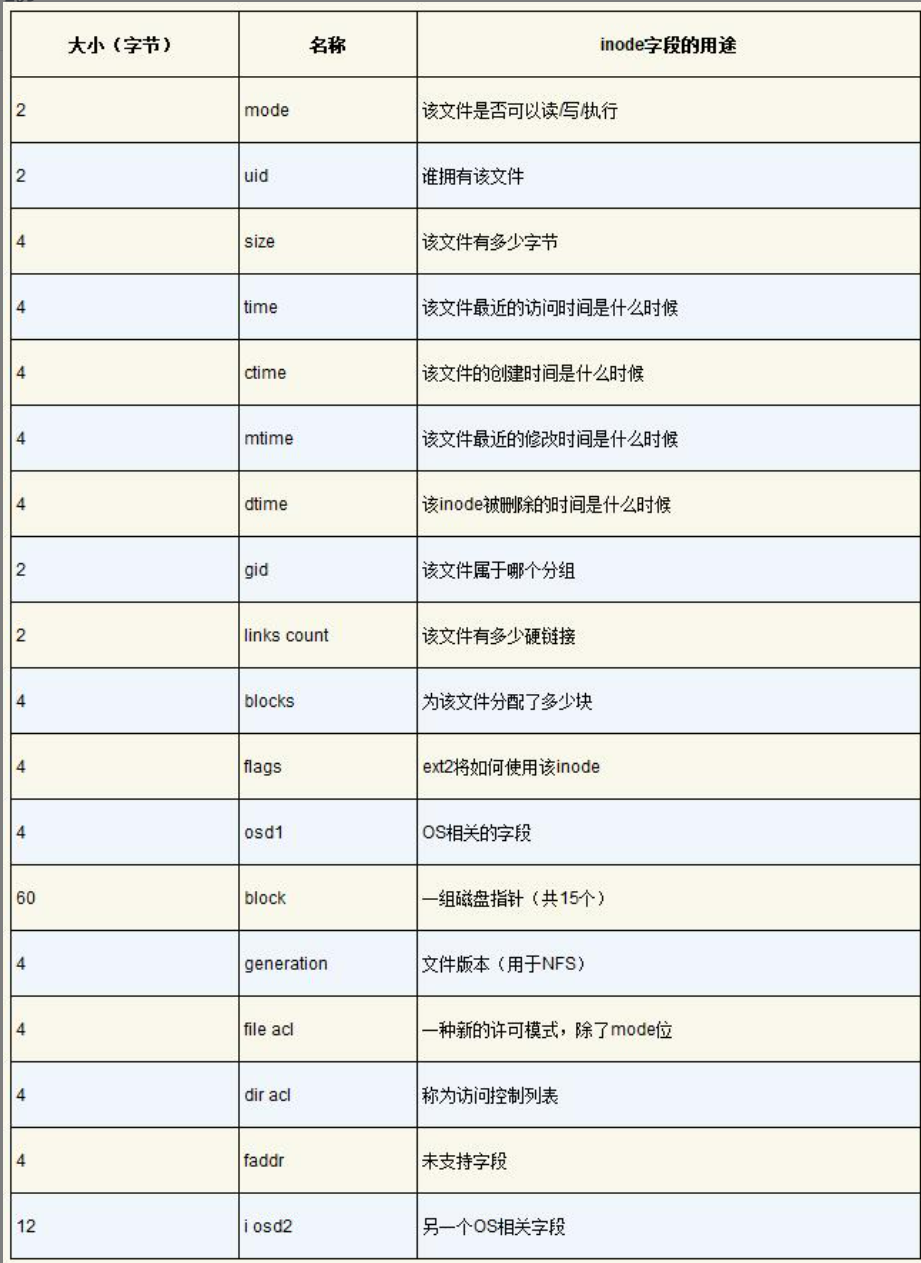 大小（字节） 名称 inode字段的用途
2 mode 该文件是否可以读/写/执行
2 uid 谁拥有该文件
4 size 该文件有多少字节
4 time 该文件最近的访问时间是什么时候
4 ctime 该文件的创建时间是什么时候
4 mtime 该文件最近的修改时间是什么时候
4 dtime 该inode被删除的时间是什么时候
2 gid 该文件属于哪个分组
2 links count 该文件有多少硬链接
4 blocks 为该文件分配了多少块
4 flags ext2将如何使用该inode
4 osd1 OS相关的字段
60 block 一组磁盘指针（共15个）
4 generation 文件版本（用于NFS）
4 file acl 一种新的许可模式，除了mode位
4 dir acl 称为访问控制列表
4 faddr 未支持字段
12 i osd2 另一个OS相关字段